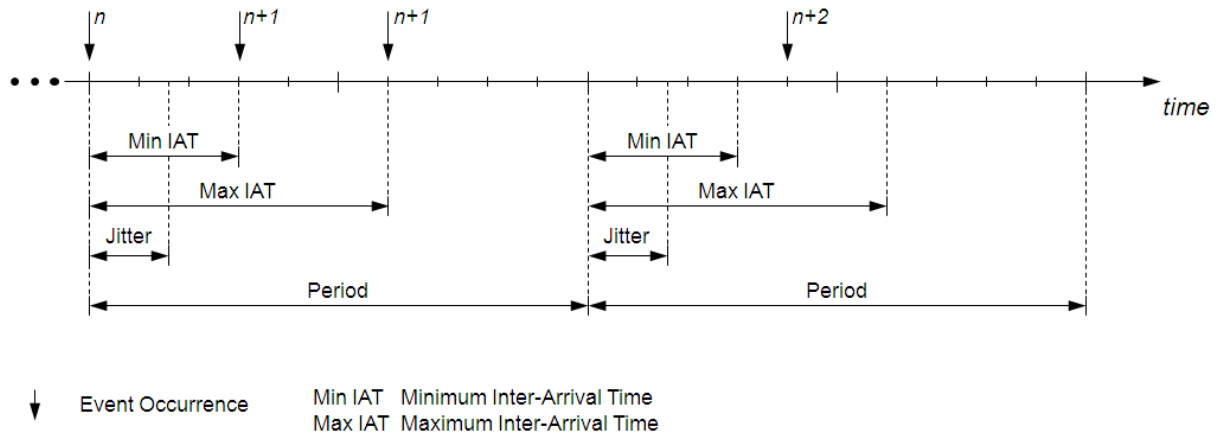 n n+1 n+1 n+2
time
Min IAT Min IAT
Max IAT Max IAT
Jitter Jitter
Period Period
Event Occurrence Min IAT Minimum Inter-Arrival Time
Max IAT Maximum Inter-Arrival Time